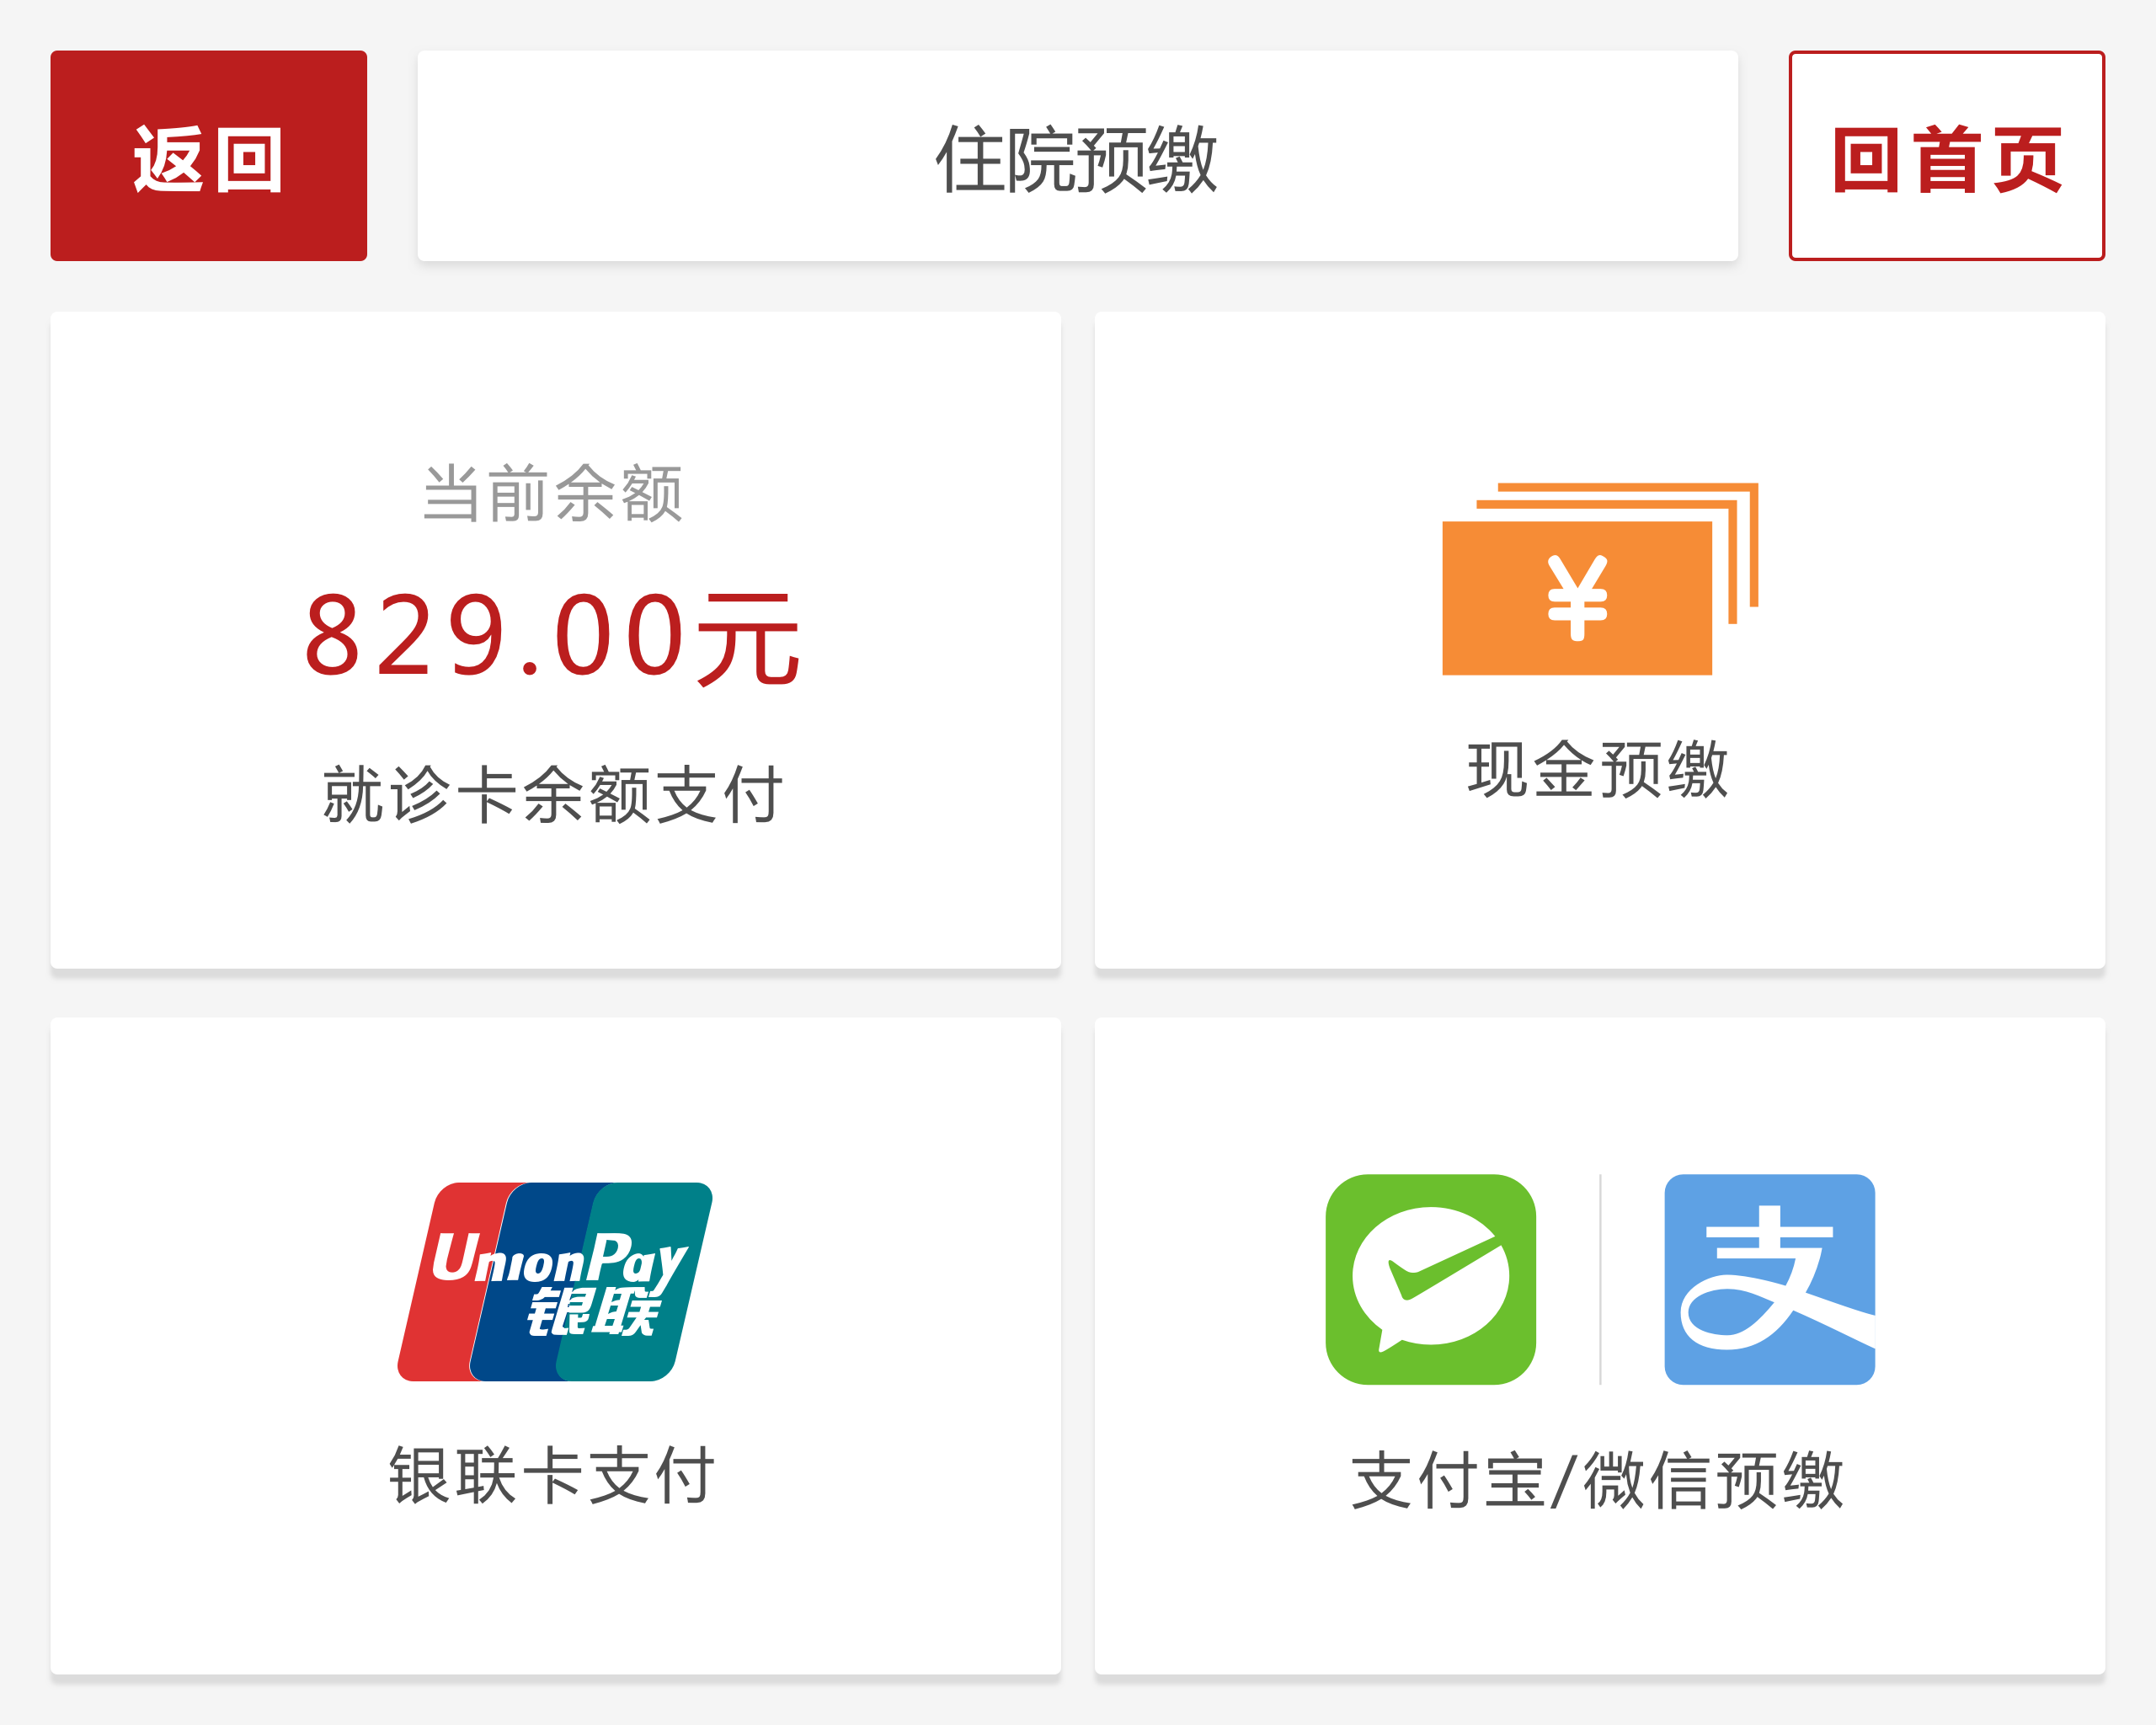 返回
住院预缴
回首页
当前余额
829.00元
就诊卡余额支付
¥
现金预缴
UnionPay
银联
银联卡支付
支付宝/微信预缴